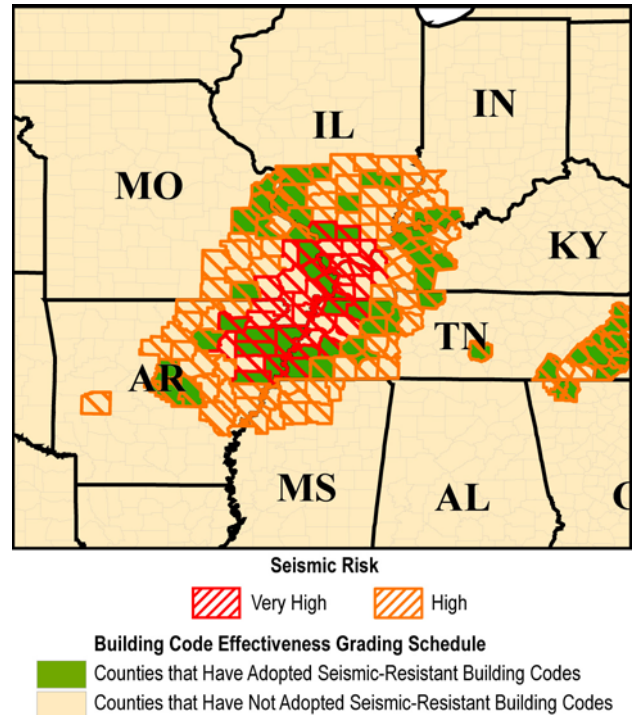 IL
IN
MO
KY
TN
AR
MS
AL
Seismic Risk
Very High
High
Building Code Effectiveness Grading Schedule
Counties that Have Adopted Seismic-Resistant Building Codes
Counties that Have Not Adopted Seismic-Resistant Building Codes